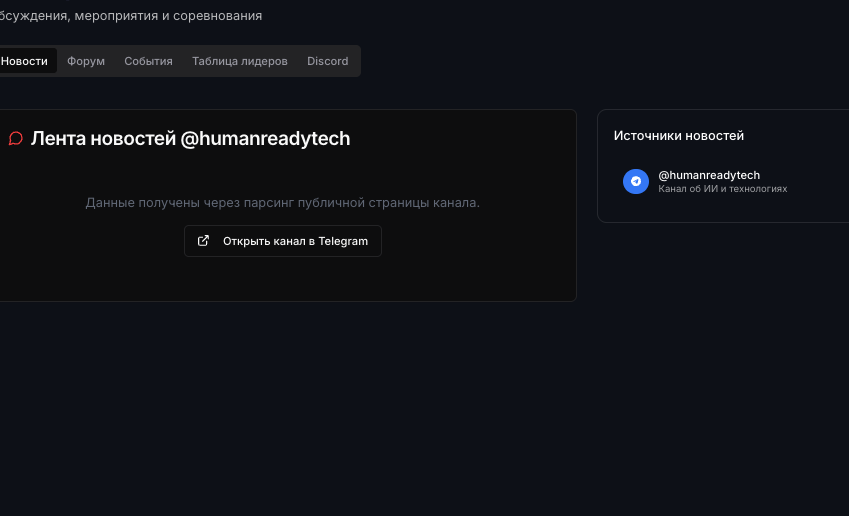 бсуждения, мероприятия и соревнования
Новости Форум События Таблица лидеров Discord
Лента новостей @humanreadytech
Данные получены через парсинг публичной страницы канала.
Открыть канал в Telegram
Источники новостей
@humanreadytech
Канал об ИИ и технологиях